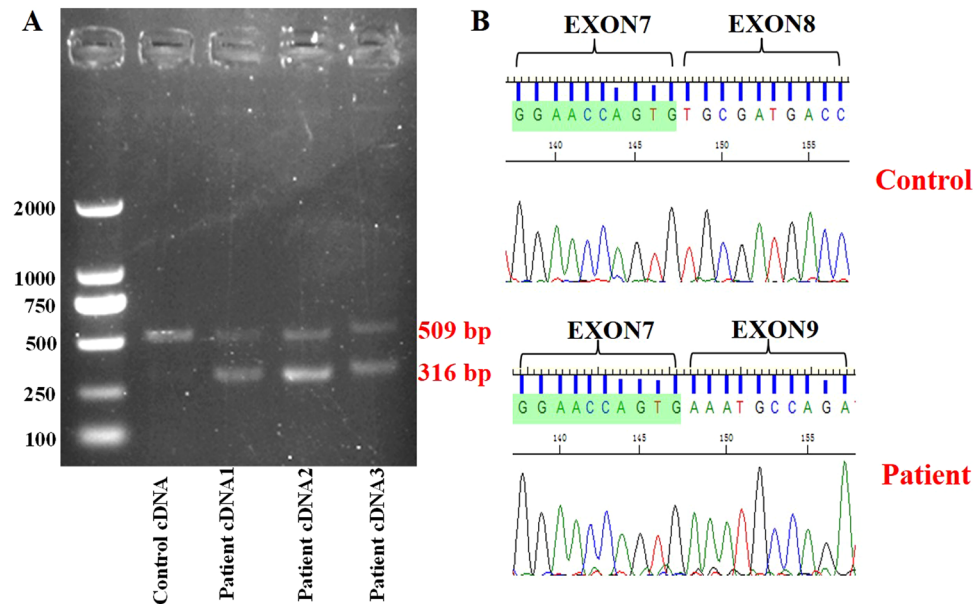 A
2000
1000
750
500
250
100
509 bp
316 bp
Control cDNA
Patient cDNA1
Patient cDNA2
Patient cDNA3
B
EXON7 EXON8
G G A A C C A G T G T G C G A T G A C C
140 145 150 155
Control
EXON7 EXON9
G G A A C C A G T G A A A T G C C A G A
140 145 150 155
Patient